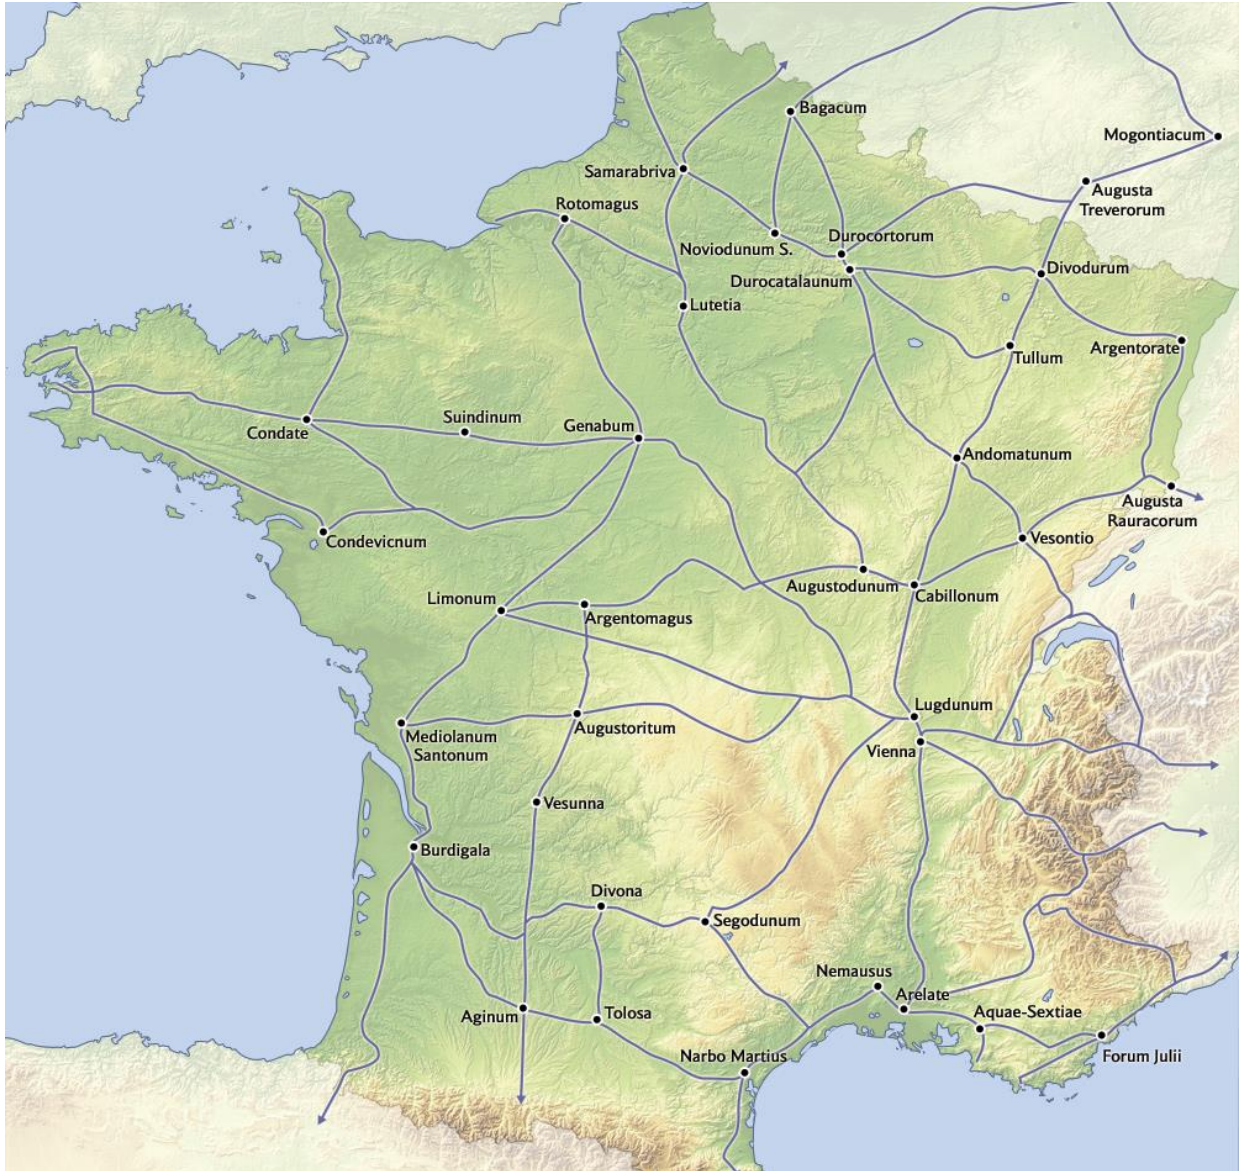 Bagacum
Mogontiacum
Samarabriva
Augusta
Treverorum
Rotomagus
Durocortorum
Noviodunum S.
Divodurum
Durocatalaunum
Lutetia
Argentorate
Tullum
Suindinum
Genabum
Condate
Andomatunum
Augusta
Rauracorum
Condevicnum
Vesontio
Augustodunum
Cabillonum
Limonum
Argentomagus
Lugdunum
Mediolanum
Santonum
Augustoritum
Vienna
Vesunna
Burdigala
Divona
Segodunum
Nemausus
Arelate
Aginum
Tolosa
Aquae-Sextiae
Narbo Martius
Forum Julii